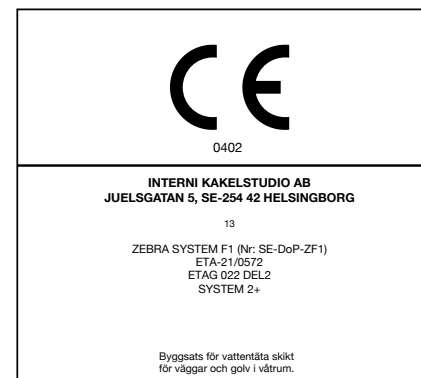 CE
0402
INTERNI KAKELSTUDIO AB
JUELSGATAN 5, SE-254 42 HELSINGBORG
13
ZEBRA SYSTEM F1 (Nr: SE-DoP-ZF1)
ETA-21/0572
ETAG 022 DEL2
SYSTEM 2+
Byggsats för vattentäta skikt
för väggar och golv i våtrum.